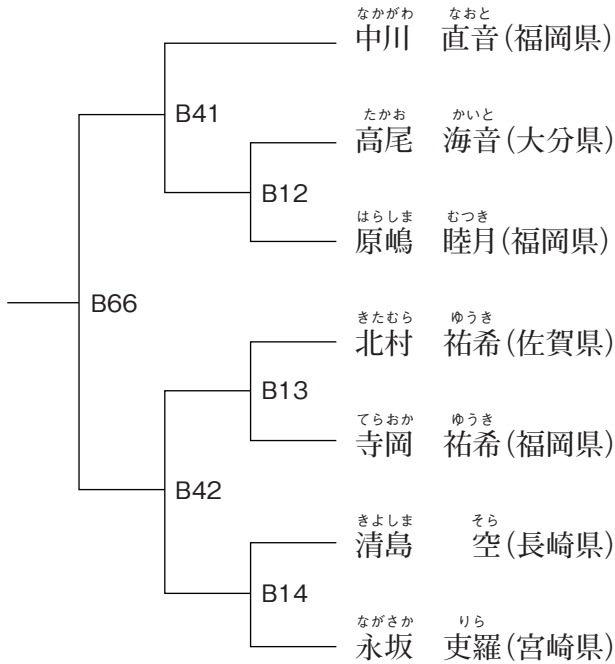 なかがわ なおと
中川 直音(福岡県)
B41
たかお かいと
高尾 海音(大分県)
B12
はらしま むつき
原嶋 睦月(福岡県)
B66
きたむら ゆうき
北村 祐希(佐賀県)
B13
てらおか ゆうき
寺岡 祐希(福岡県)
B42
きよしま そら
清島 空(長崎県)
B14
ながさか りら
永坂 吏羅(宮崎県)